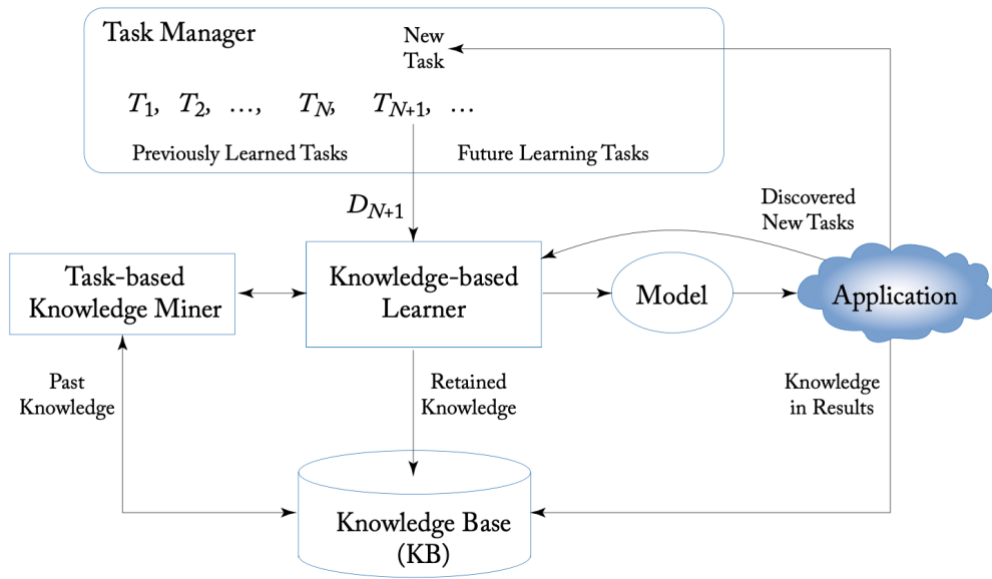 Task Manager
New
Task
T1, T2, …, TN, TN+1, …
Previously Learned Tasks
Future Learning Tasks
DN+1
Discovered
New Tasks
Task-based
Knowledge Miner
Knowledge-based
Learner
Model
Application
Past
Knowledge
Retained
Knowledge
Knowledge
in Results
Knowledge Base
(KB)